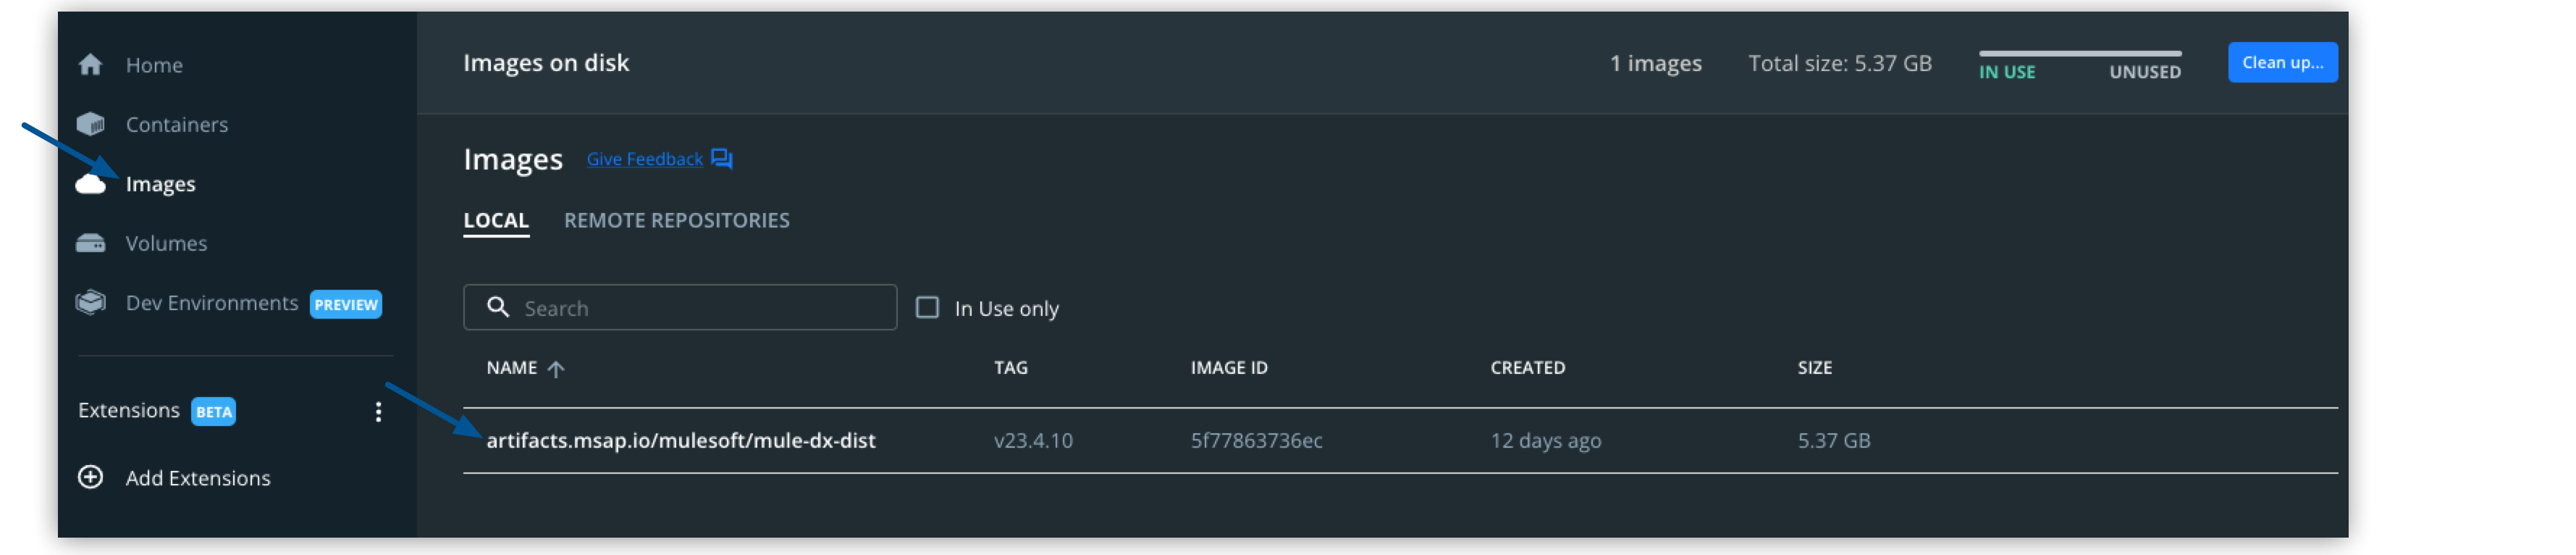 Home
Containers
Images
Volumes
Dev Environments PREVIEW
Extensions BETA
Add Extensions
Images on disk
1 images Total size: 5.37 GB IN USE UNUSED Clean up...
Images Give Feedback
LOCAL REMOTE REPOSITORIES
Search In Use only
NAME TAG IMAGE ID CREATED SIZE
artifacts.msap.io/mulesoft/mule-dx-dist v23.4.10 5f77863736ec 12 days ago 5.37 GB